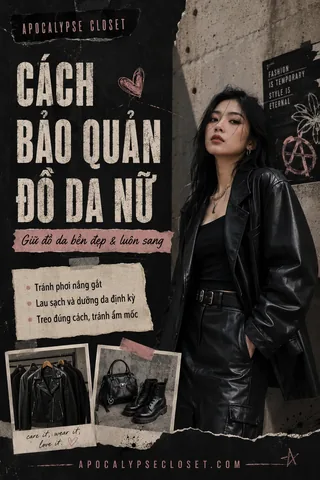 APOCALYPSE CLOSET
CÁCH
BẢO QUẢN
ĐỒ DA NỮ
Giữ đồ da bền đẹp & luôn sang
Tránh phơi nắng gắt
Lau sạch và dưỡng da định kỳ
Treo đúng cách, tránh ẩm mốc
FASHION
IS TEMPORARY
STYLE IS
ETERNAL
care it, wear it,
love it.
APOCALYPSECLOSET.COM